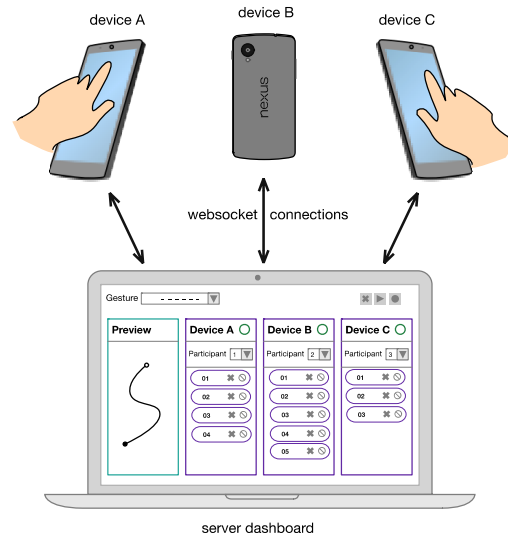 device A
device B
device C
nexus
websocket connections
Gesture
Preview
Device A
Device B
Device C
Participant 1
Participant 2
Participant 3
01
02
03
04
01
02
03
04
05
01
02
03
server dashboard